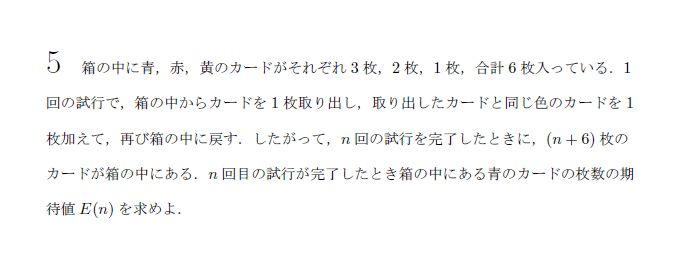 5 箱の中に青，赤，黄のカードがそれぞれ 3 枚，2 枚，1 枚，合計 6 枚入っている．1
回の試行で，箱の中からカードを 1 枚取り出し，取り出したカードと同じ色のカードを 1
枚加えて，再び箱の中に戻す．したがって，n 回の試行を完了したときに，(n + 6) 枚の
カードが箱の中にある．n 回目の試行が完了したとき箱の中にある青のカードの枚数の期
待値 E(n) を求めよ．